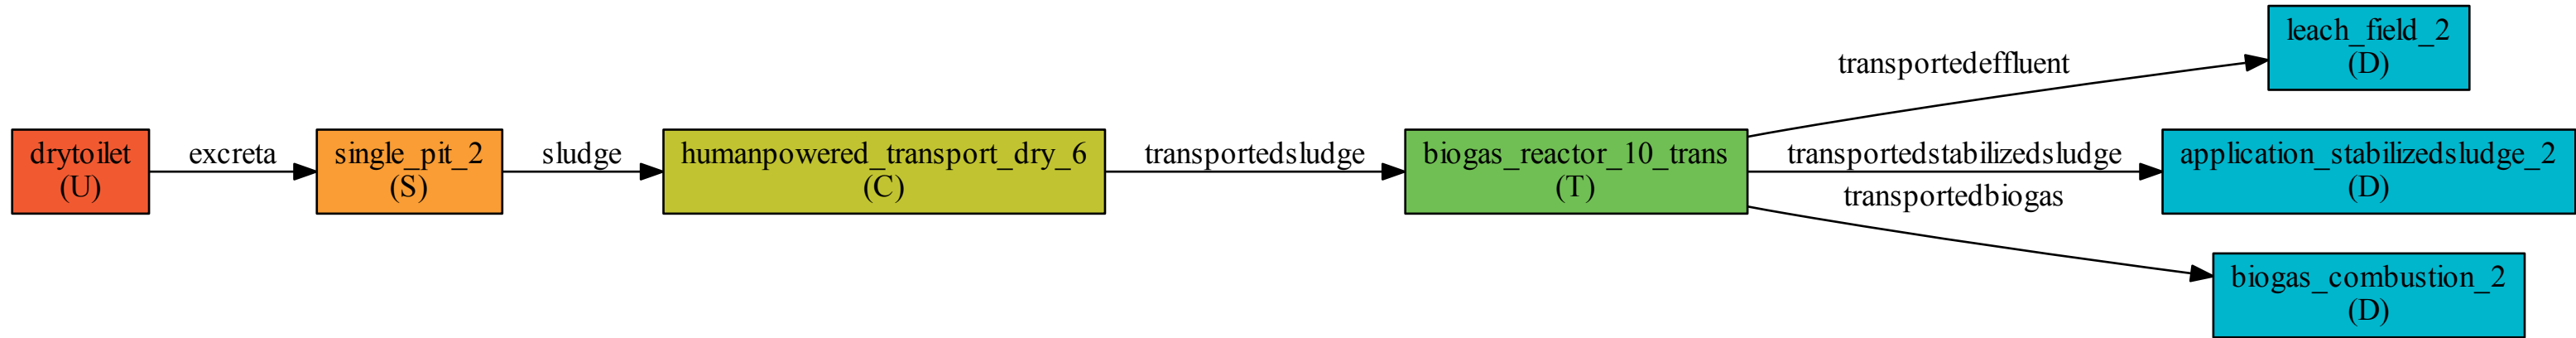 drytoilet
(U)
excreta
single_pit_2
(S)
sludge
humanpowered_transport_dry_6
(C)
transportedsludge
biogas_reactor_10_trans
(T)
transportedeffluent
leach_field_2
(D)
transportedstabilizedsludge
application_stabilizedsludge_2
(D)
transportedbiogas
biogas_combustion_2
(D)